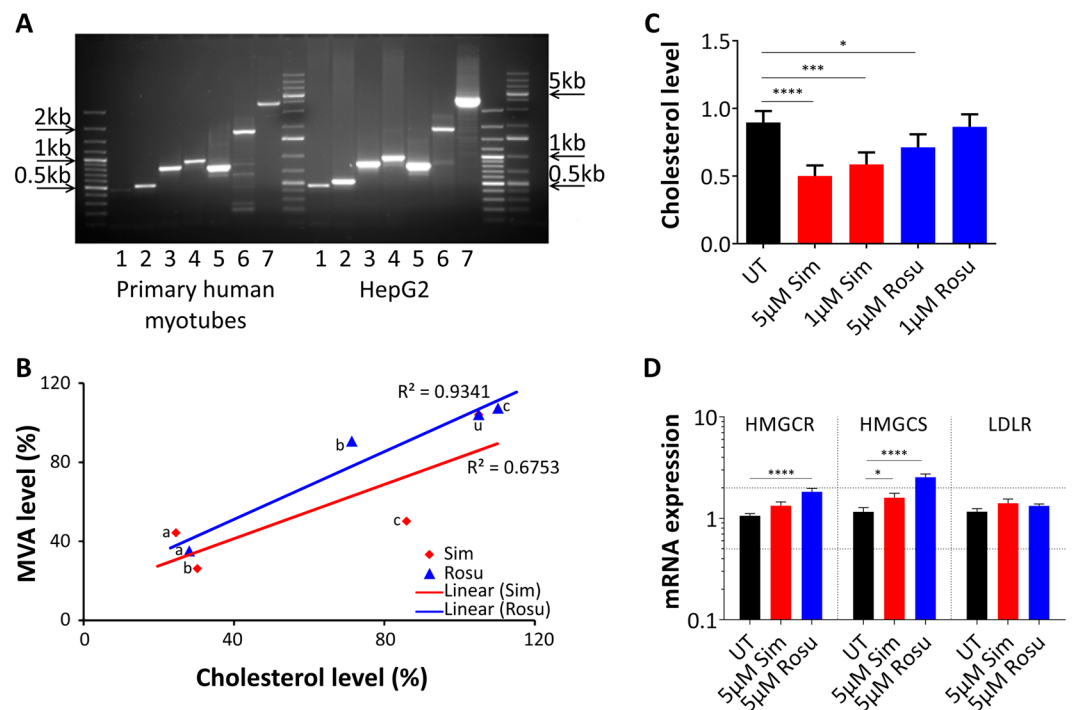 A
2kb
1kb
0.5kb
5kb
1kb
0.5kb
1 2 3 4 5 6 7 1 2 3 4 5 6 7
Primary human
myotubes
HepG2
C
Cholesterol level
1.5
1.0
0.5
0.0
*
***
****
UT
5µM Sim
1µM Sim
5µM Rosu
1µM Rosu
B
MVA level (%)
120
80
40
0
R² = 0.9341
R² = 0.6753
a
a
b
b
c
u
c
Sim
Rosu
Linear (Sim)
Linear (Rosu)
0 40 80 120
Cholesterol level (%)
D
mRNA expression
10
1
0.1
HMGCR HMGCS LDLR
****
****
*
UT
5µM Sim
5µM Rosu
UT
5µM Sim
5µM Rosu
UT
5µM Sim
5µM Rosu